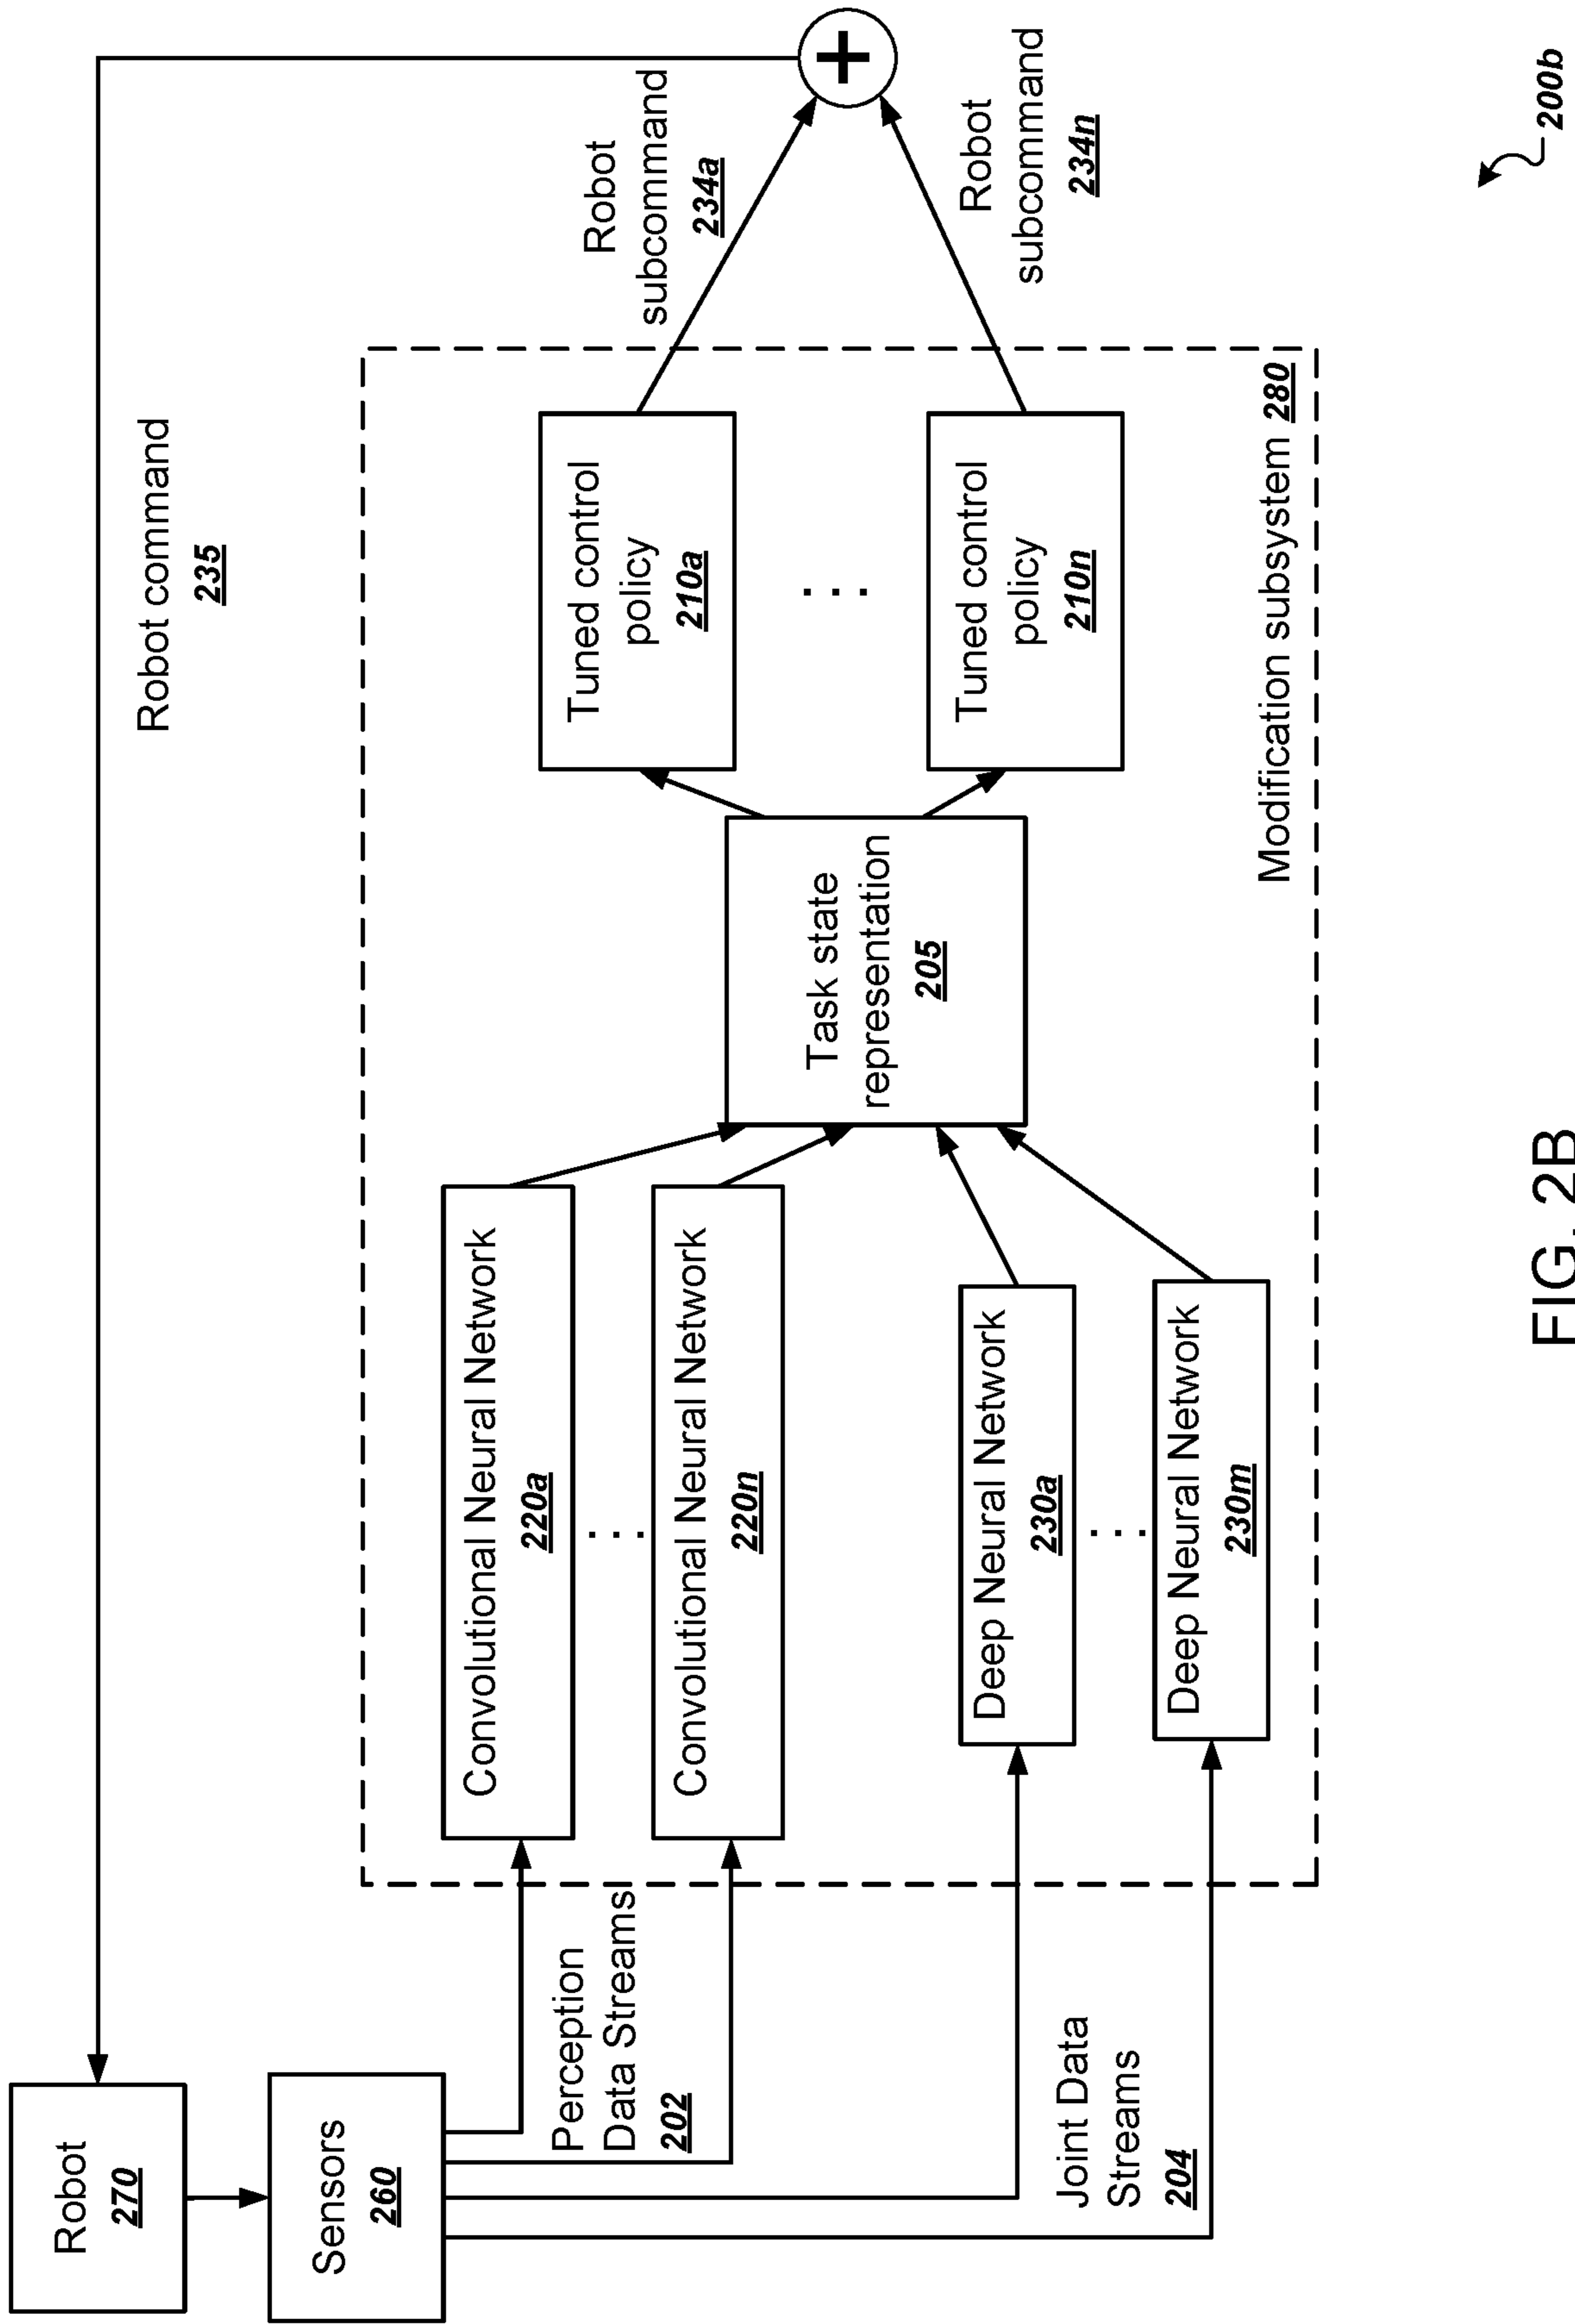 Robot
270
Sensors
260
Robot command
235
Perception
Data Streams
202
Joint Data
Streams
204
Convolutional Neural Network
220a
...
Convolutional Neural Network
220n
Deep Neural Network
230a
...
Deep Neural Network
230m
Task state
representation
205
Tuned control
policy
210a
...
Tuned control
policy
210n
Modification subsystem 280
Robot
subcommand
234a
Robot
subcommand
234n
+
200b
FIG. 2B